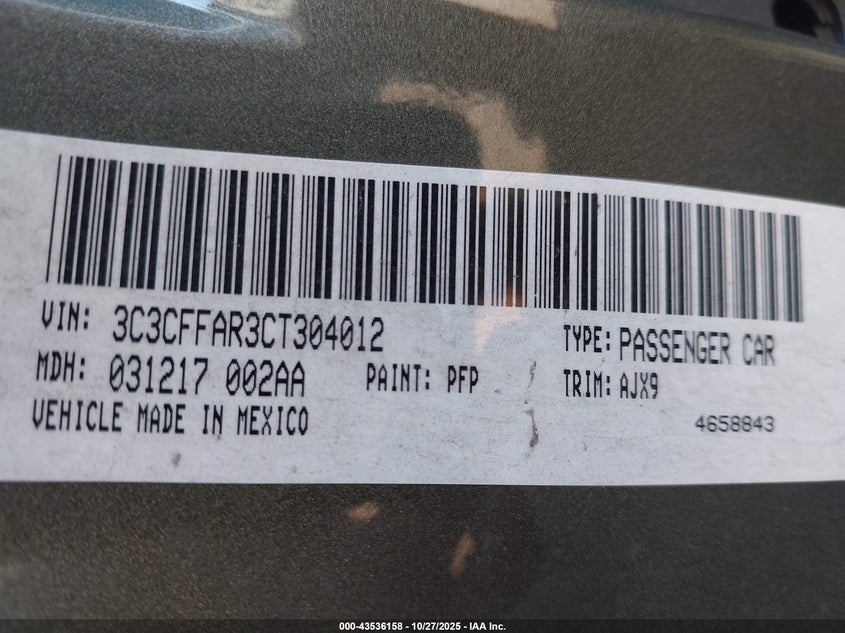 VIN: 3C3CFFAR3CT304012 TYPE: PASSENGER CAR
MDH: 031217 002AA PAINT: PFP TRIM: AJX9
VEHICLE MADE IN MEXICO 4658843
000-43536158 - 10/27/2025 - IAA Inc.